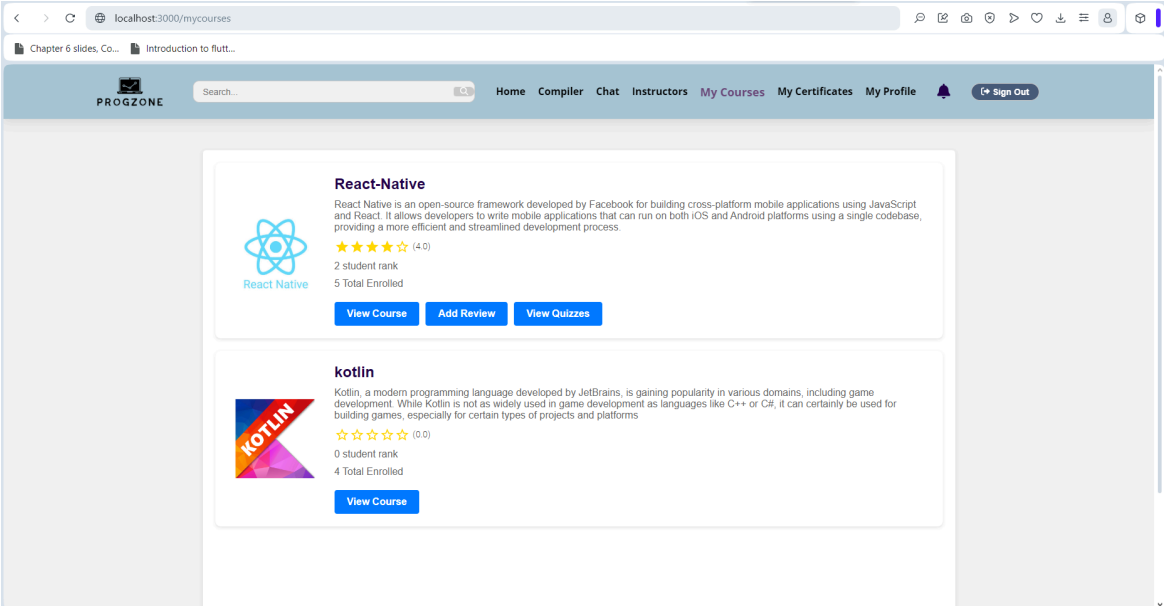 localhost:3000/mycourses
Chapter 6 slides, Co... Introduction to flutt...
PROGZONE
Search... Home Compiler Chat Instructors My Courses My Certificates My Profile Sign Out
React-Native
React Native is an open-source framework developed by Facebook for building cross-platform mobile applications using JavaScript
and React. It allows developers to write mobile applications that can run on both iOS and Android platforms using a single codebase,
providing a more efficient and streamlined development process.
(4.0)
2 student rank
5 Total Enrolled
React Native
View Course Add Review View Quizzes
kotlin
Kotlin, a modern programming language developed by JetBrains, is gaining popularity in various domains, including game
development. While Kotlin is not as widely used in game development as languages like C++ or C#, it can certainly be used for
building games, especially for certain types of projects and platforms
(0.0)
KOTLIN
0 student rank
4 Total Enrolled
View Course